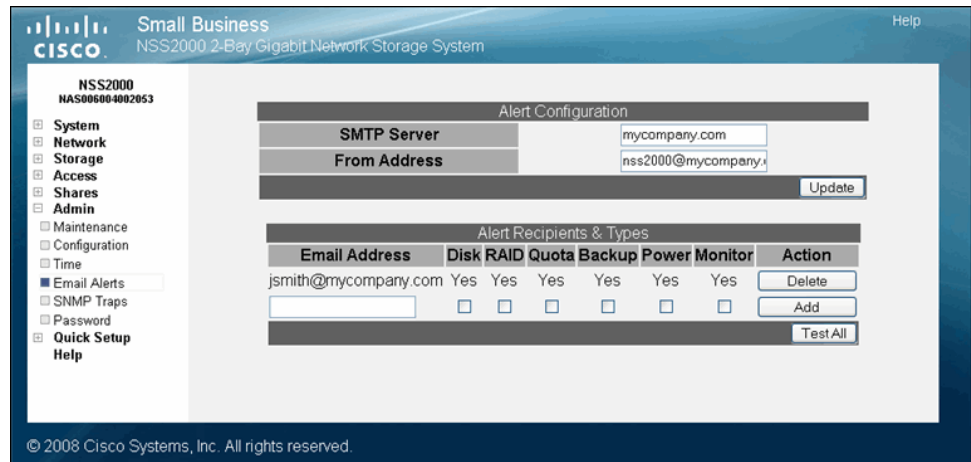 Small Business
Help
CISCO.
NSS2000 2-Bay Gigabit Network Storage System
NSS2000
NAS006004002053
System
Network
Storage
Access
Shares
Admin
Maintenance
Configuration
Time
Email Alerts
SNMP Traps
Password
Quick Setup
Help
Alert Configuration
SMTP Server mycompany.com
From Address nss2000@mycompany.
Update
Alert Recipients & Types
Email Address Disk RAID Quota Backup Power Monitor Action
jsmith@mycompany.com Yes Yes Yes Yes Yes Yes Delete
Add
Test All
© 2008 Cisco Systems, Inc. All rights reserved.